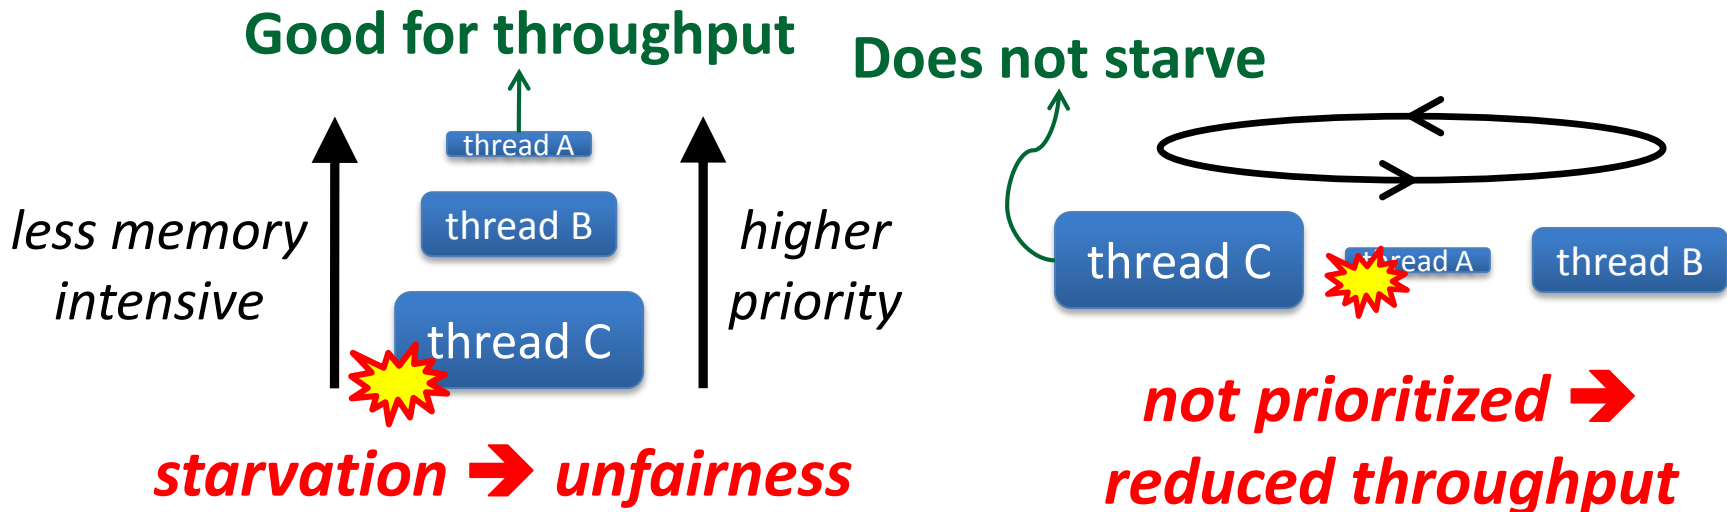 Good for throughput
thread A
less memory
intensive
thread B
higher
priority
thread C
starvation ➔ unfairness
Does not starve
thread C
thread A
thread B
not prioritized ➔
reduced throughput